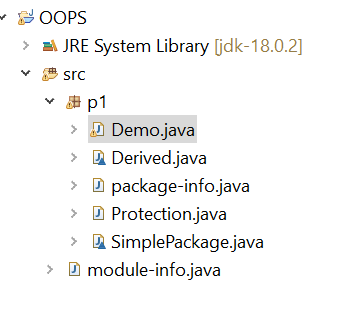 OOPS
JRE System Library [jdk-18.0.2]
src
p1
Demo.java
Derived.java
package-info.java
Protection.java
SimplePackage.java
module-info.java